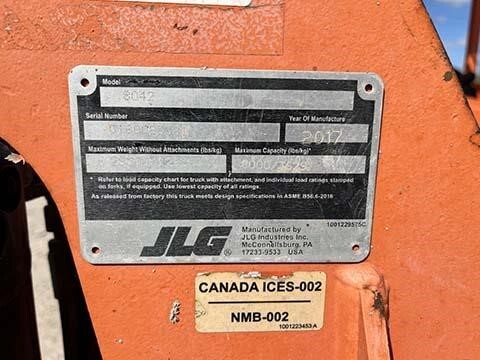 Model
8042
Serial Number
Year Of Manufacture
2017
Maximum Weight Without Attachments (lbs/kg)
Maximum Capacity (lbs/kg)*
* Refer to load capacity chart for truck with attachment, and individual load ratings stamped
on forks, if equipped. Use lowest capacity of all ratings.
As released from factory this truck meets design specifications in ASME B56.6-2016
1001229575C
JLG®
Manufactured by
JLG Industries Inc.
McConnellsburg, PA
17233-9533 USA
CANADA ICES-002
NMB-002
1001223453 A